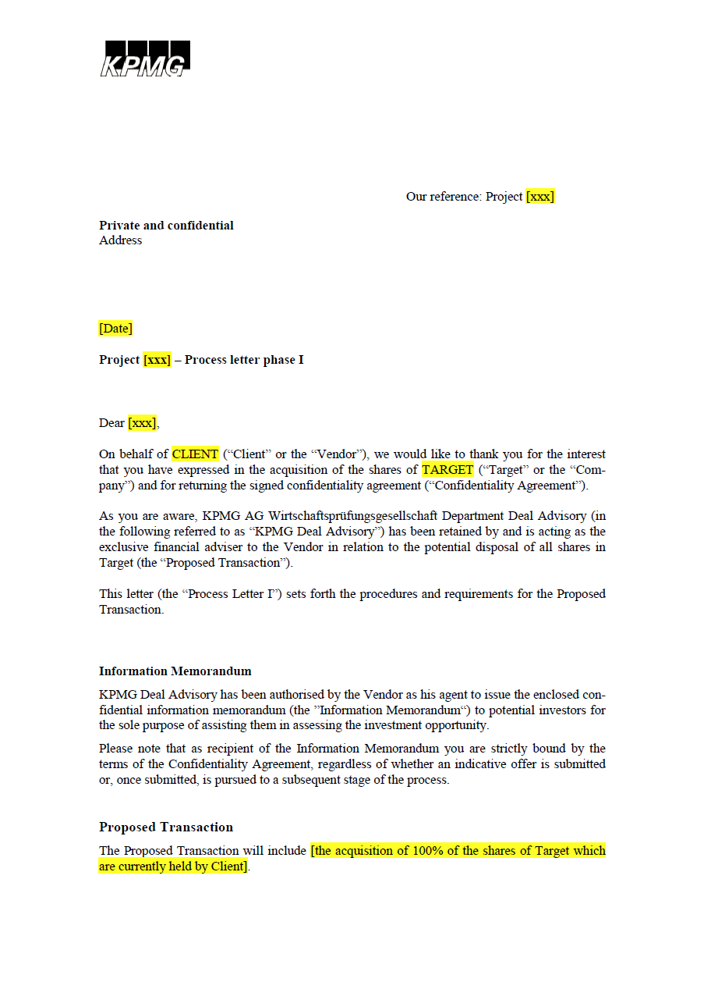 KPMG
Our reference: Project [xxx]
Private and confidential
Address
[Date]
Project [xxx] – Process letter phase I
Dear [xxx],
On behalf of CLIENT (“Client” or the “Vendor”), we would like to thank you for the interest
that you have expressed in the acquisition of the shares of TARGET (“Target” or the “Com-
pany”) and for returning the signed confidentiality agreement (“Confidentiality Agreement”).
As you are aware, KPMG AG Wirtschaftsprüfungsgesellschaft Department Deal Advisory (in
the following referred to as “KPMG Deal Advisory”) has been retained by and is acting as the
exclusive financial adviser to the Vendor in relation to the potential disposal of all shares in
Target (the “Proposed Transaction”).
This letter (the “Process Letter I”) sets forth the procedures and requirements for the Proposed
Transaction.
Information Memorandum
KPMG Deal Advisory has been authorised by the Vendor as his agent to issue the enclosed con-
fidential information memorandum (the ”Information Memorandum“) to potential investors for
the sole purpose of assisting them in assessing the investment opportunity.
Please note that as recipient of the Information Memorandum you are strictly bound by the
terms of the Confidentiality Agreement, regardless of whether an indicative offer is submitted
or, once submitted, is pursued to a subsequent stage of the process.
Proposed Transaction
The Proposed Transaction will include [the acquisition of 100% of the shares of Target which
are currently held by Client].